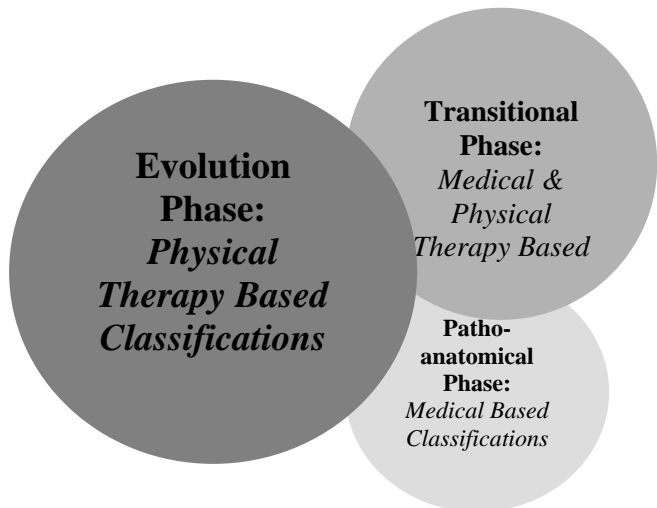 Evolution
Phase:
Physical
Therapy Based
Classifications
Transitional
Phase:
Medical &
Physical
Therapy Based
Patho-
anatomical
Phase:
Medical Based
Classifications